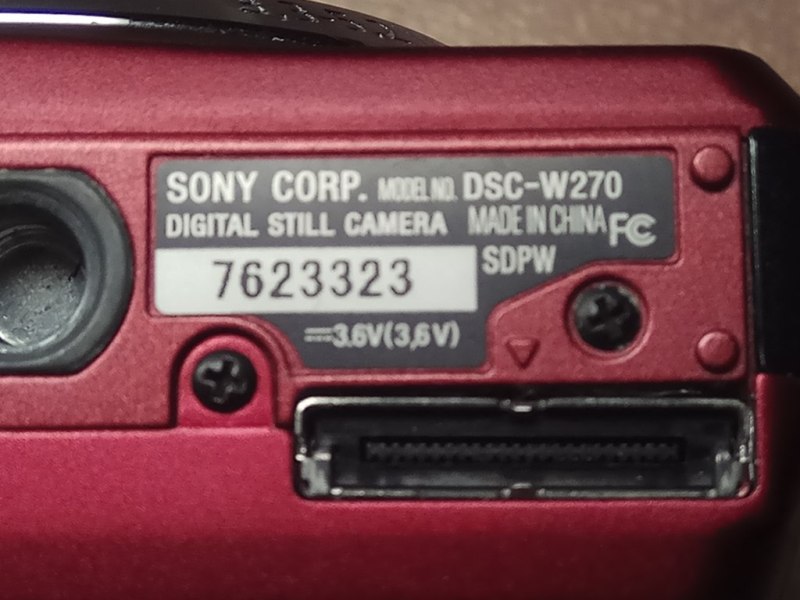 SONY CORP. MODEL NO. DSC-W270
DIGITAL STILL CAMERA MADE IN CHINA FC
7623323 SDPW
3.6V(3,6V)